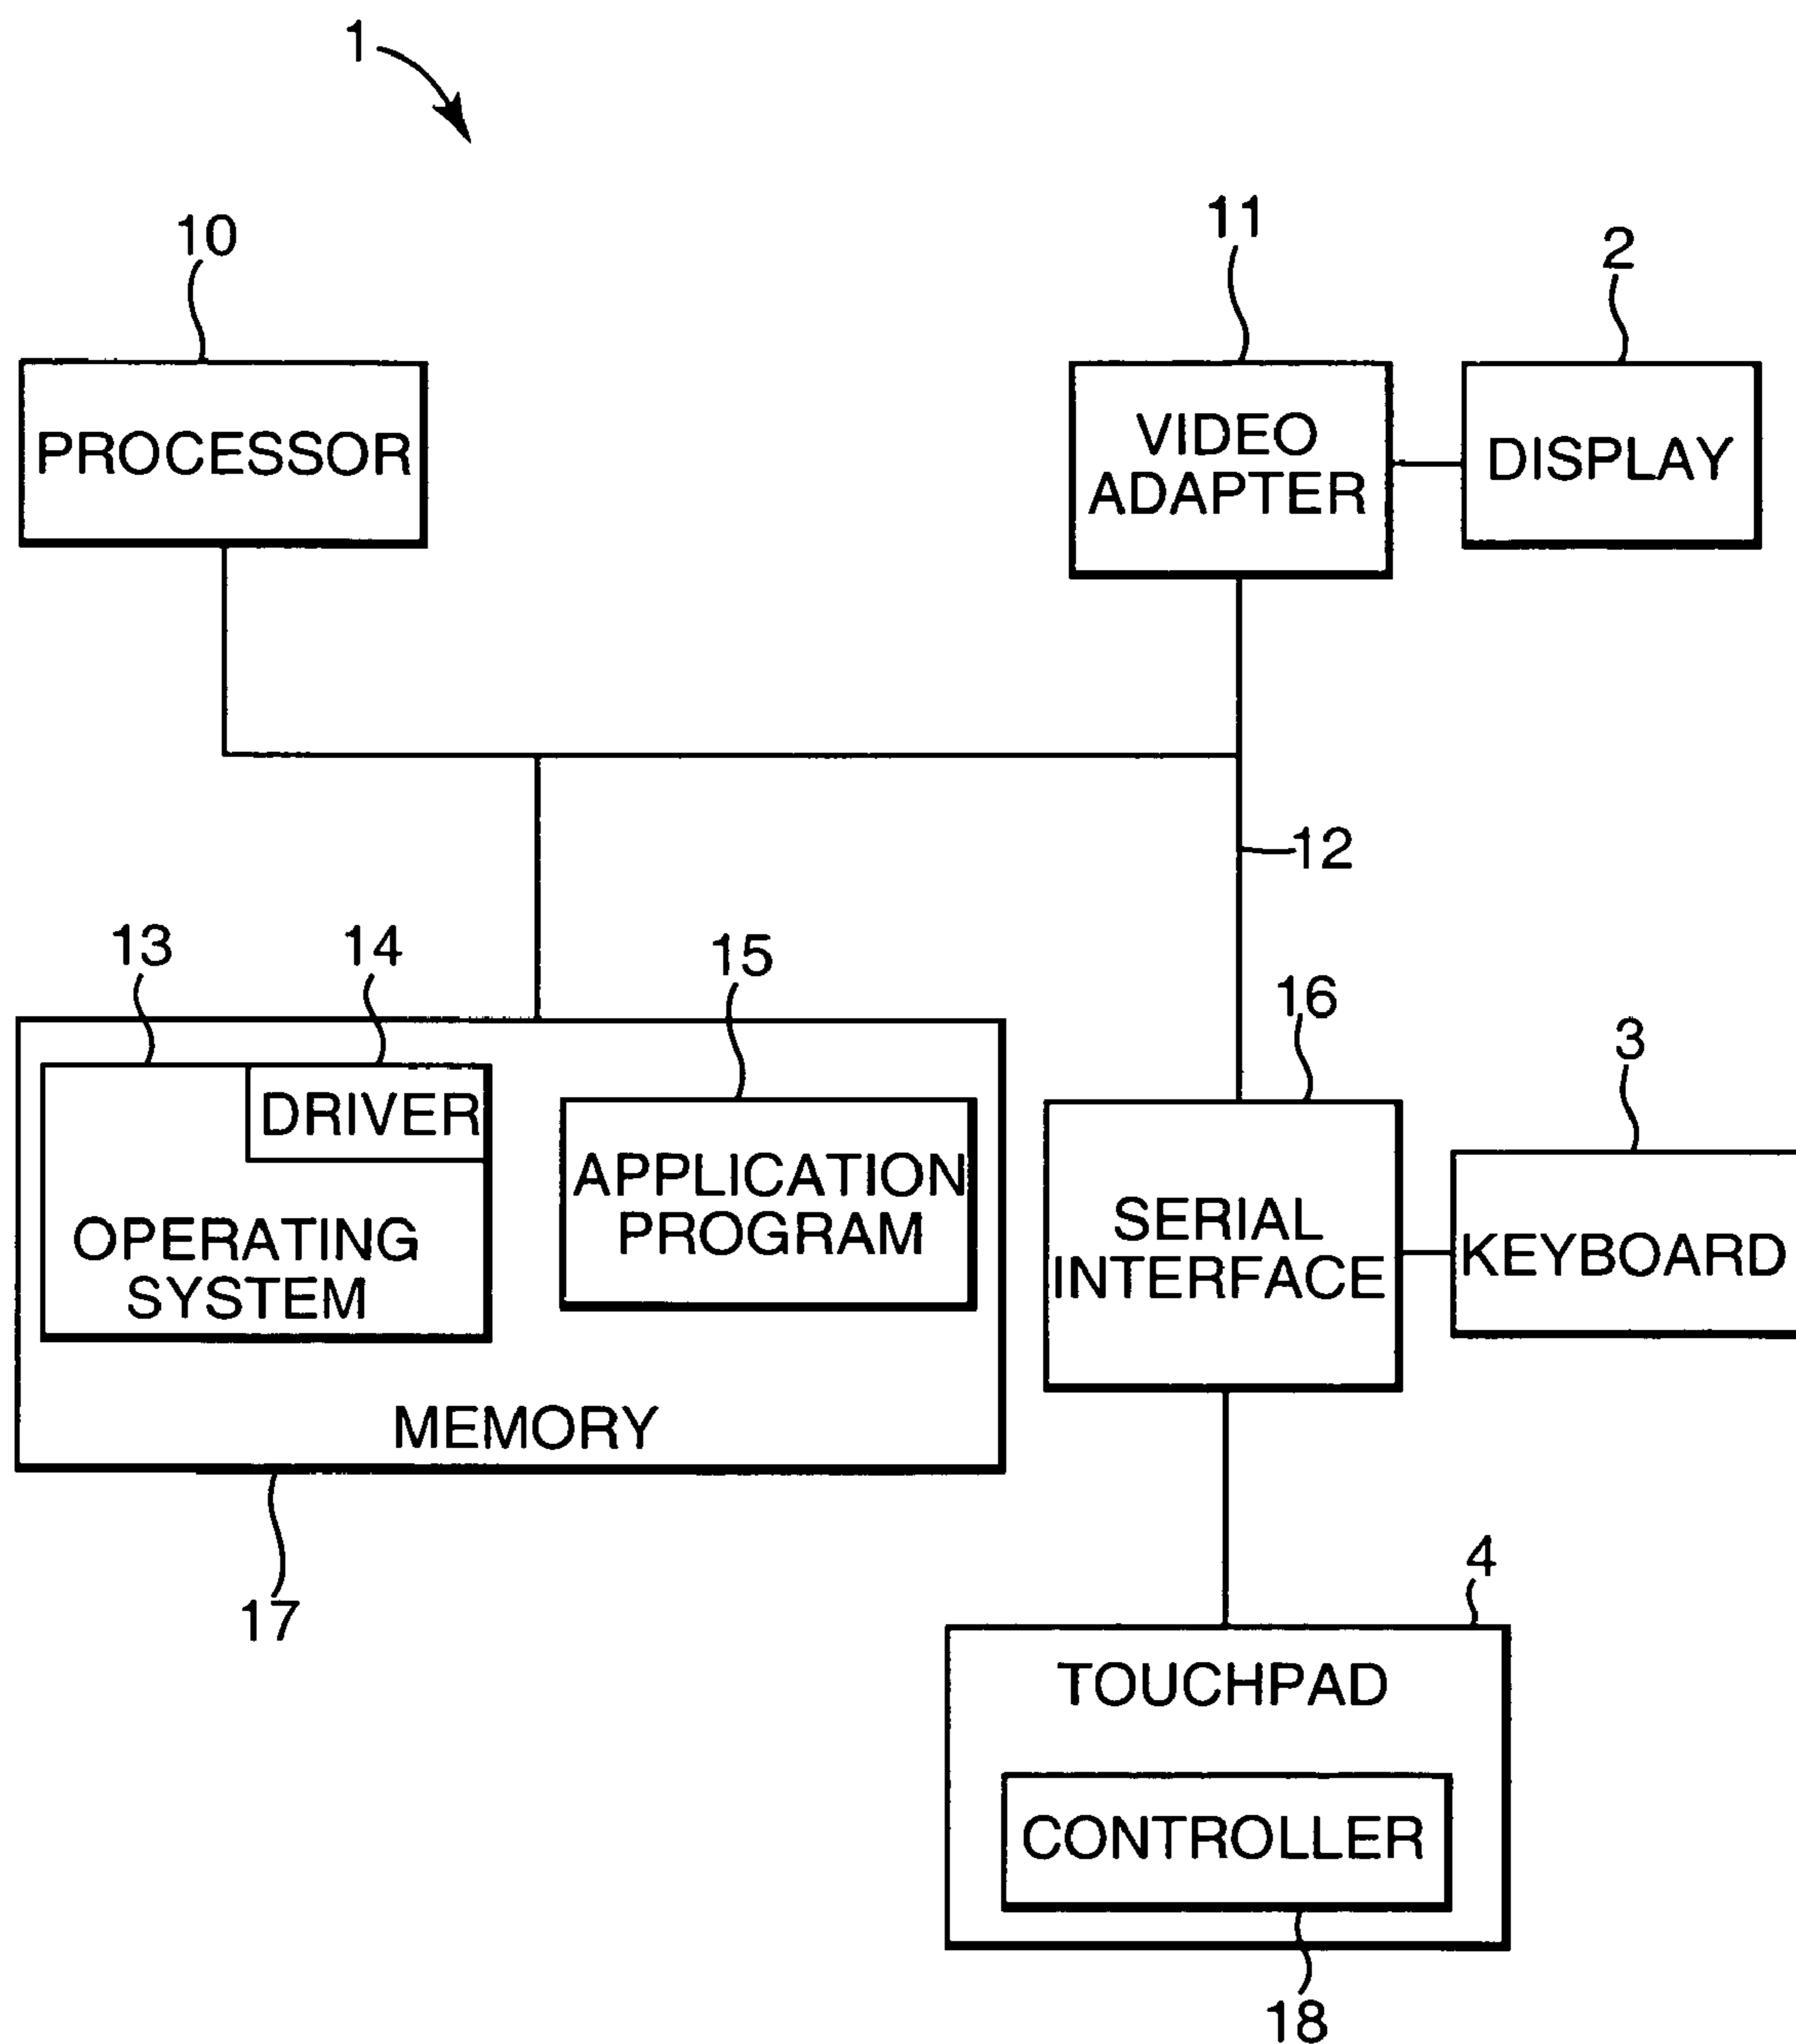 1
10
11
2
PROCESSOR
VIDEO
ADAPTER
DISPLAY
12
13
14
15
16
3
DRIVER
OPERATING
SYSTEM
APPLICATION
PROGRAM
SERIAL
INTERFACE
KEYBOARD
MEMORY
17
4
TOUCHPAD
CONTROLLER
18